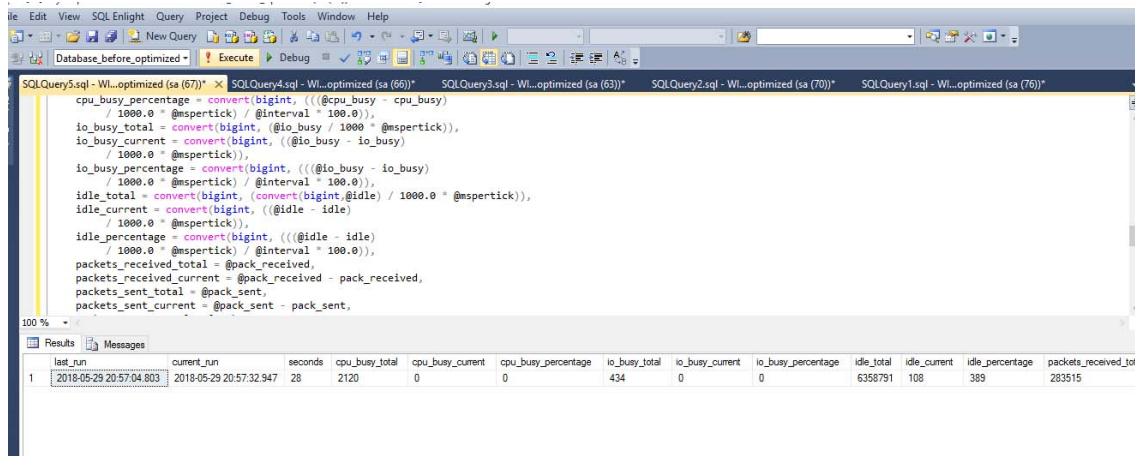 ile Edit View SQL Enlight Query Project Debug Tools Window Help
New Query
Database_before_optimized Execute Debug
SQLQuery5.sql - WI...optimized (sa (67))* SQLQuery4.sql - WI...optimized (sa (66))* SQLQuery3.sql - WI...optimized (sa (63))* SQLQuery2.sql - WI...optimized (sa (70))* SQLQuery1.sql - WI...optimized (sa (76))*
cpu_busy_percentage = convert(bigint, (((@cpu_busy - cpu_busy)
/ 1000.0 * @mspertick) / @interval * 100.0)),
io_busy_total = convert(bigint, (@io_busy / 1000 * @mspertick)),
io_busy_current = convert(bigint, ((@io_busy - io_busy)
/ 1000.0 * @mspertick)),
io_busy_percentage = convert(bigint, (((@io_busy - io_busy)
/ 1000.0 * @mspertick) / @interval * 100.0)),
idle_total = convert(bigint, (convert(bigint,@idle) / 1000.0 * @mspertick)),
idle_current = convert(bigint, ((@idle - idle)
/ 1000.0 * @mspertick)),
idle_percentage = convert(bigint, (((@idle - idle)
/ 1000.0 * @mspertick) / @interval * 100.0)),
packets_received_total = @pack_received,
packets_received_current = @pack_received - pack_received,
packets_sent_total = @pack_sent,
packets_sent_current = @pack_sent - pack_sent,
100 %
Results Messages
last_run current_run seconds cpu_busy_total cpu_busy_current cpu_busy_percentage io_busy_total io_busy_current io_busy_percentage idle_total idle_current idle_percentage packets_received_tot
1 2018-05-29 20:57:04.803 2018-05-29 20:57:32.947 28 2120 0 0 434 0 0 6358791 108 389 283515